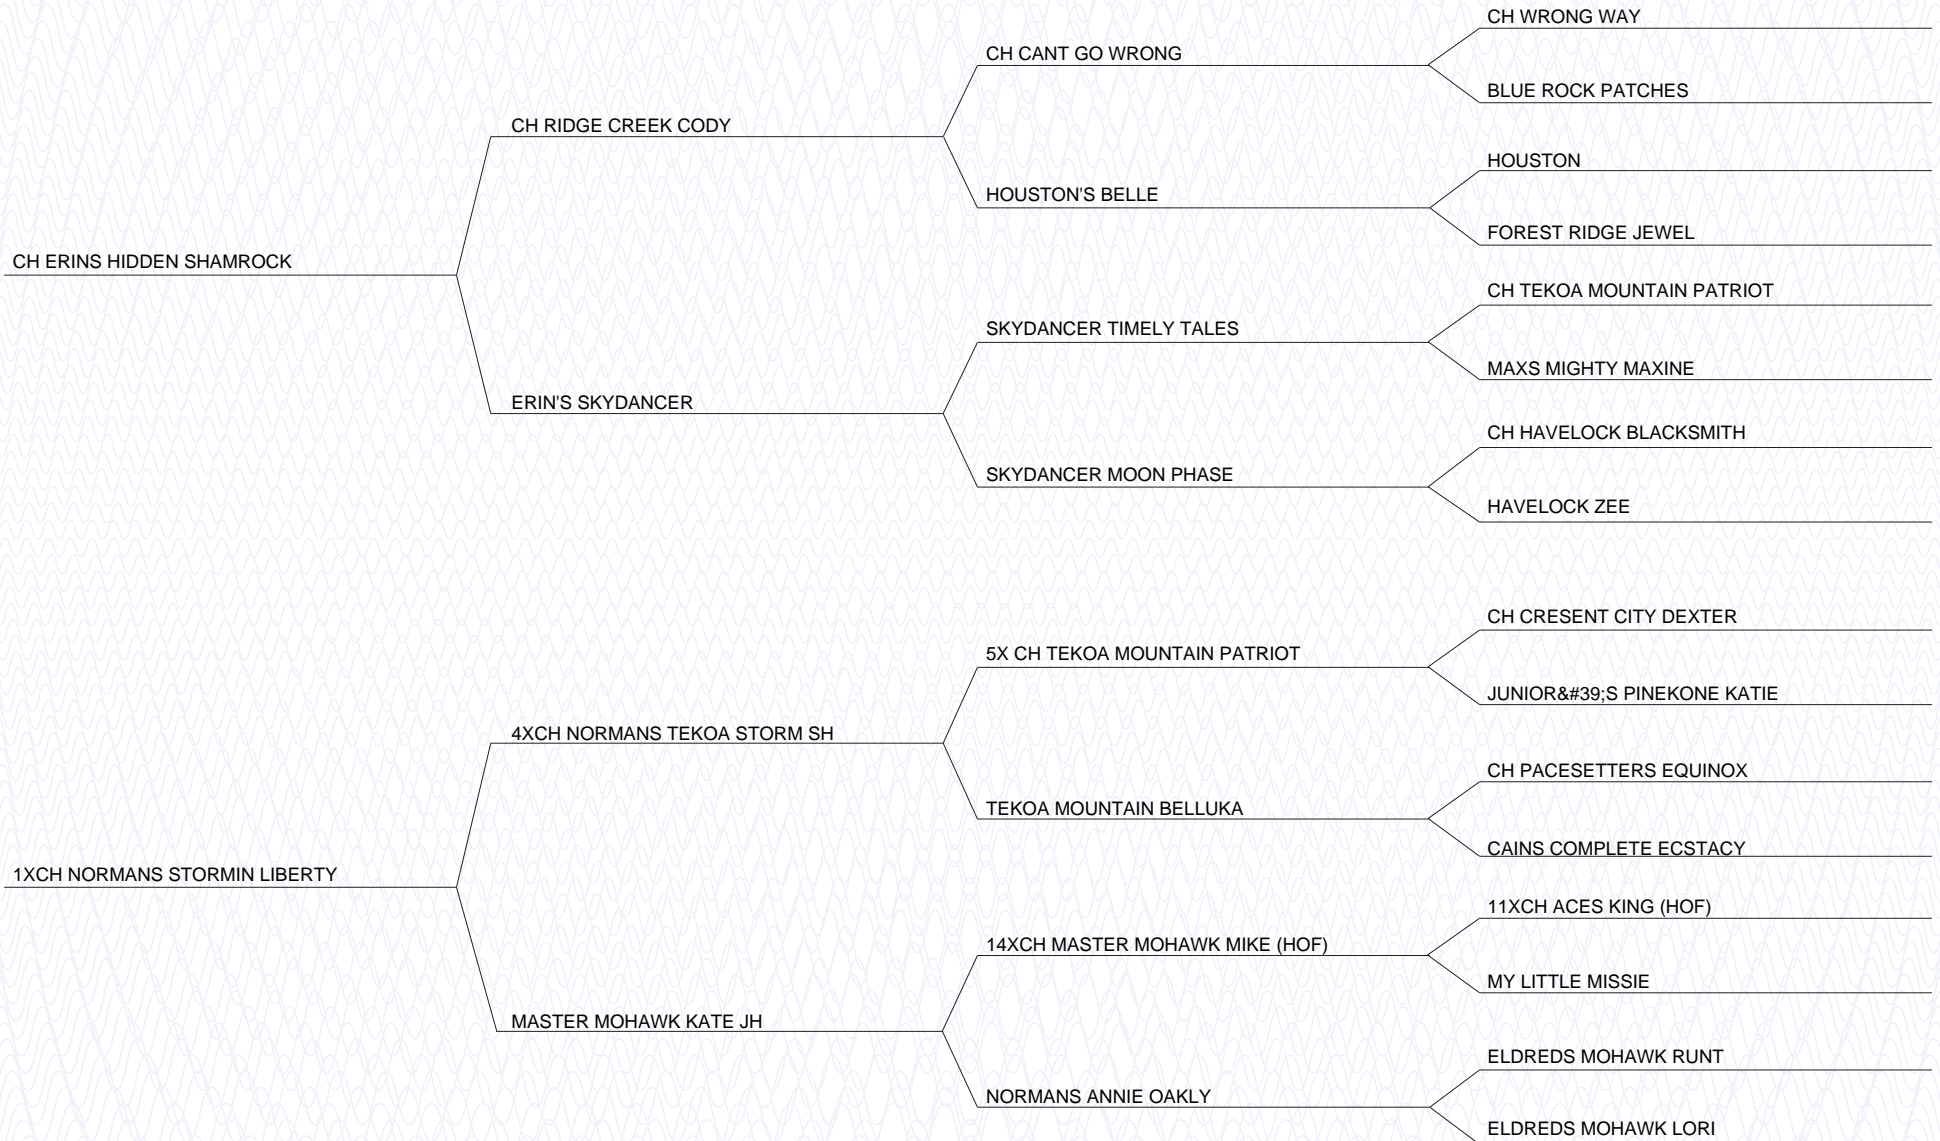 CH WRONG WAY
CH CANT GO WRONG
BLUE ROCK PATCHES
CH RIDGE CREEK CODY
HOUSTON
HOUSTON'S BELLE
FOREST RIDGE JEWEL
CH ERINS HIDDEN SHAMROCK
CH TEKOA MOUNTAIN PATRIOT
SKYDANCER TIMELY TALES
MAXS MIGHTY MAXINE
ERIN'S SKYDANCER
CH HAVELOCK BLACKSMITH
SKYDANCER MOON PHASE
HAVELOCK ZEE
CH CRESENT CITY DEXTER
5X CH TEKOA MOUNTAIN PATRIOT
JUNIOR&#39;S PINEKONE KATIE
4XCH NORMANS TEKOA STORM SH
CH PACESETTERS EQUINOX
TEKOA MOUNTAIN BELLUKA
CAINS COMPLETE ECSTACY
1XCH NORMANS STORMIN LIBERTY
11XCH ACES KING (HOF)
14XCH MASTER MOHAWK MIKE (HOF)
MY LITTLE MISSIE
MASTER MOHAWK KATE JH
ELDREDS MOHAWK RUNT
NORMANS ANNIE OAKLY
ELDREDS MOHAWK LORI